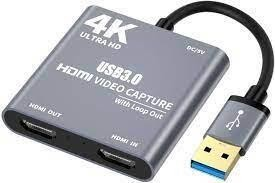 4K
ULTRA HD
DC/5V
USB3.0
HDMI VIDEO CAPTURE
With Loop Out
HDMI OUT
HDMI IN